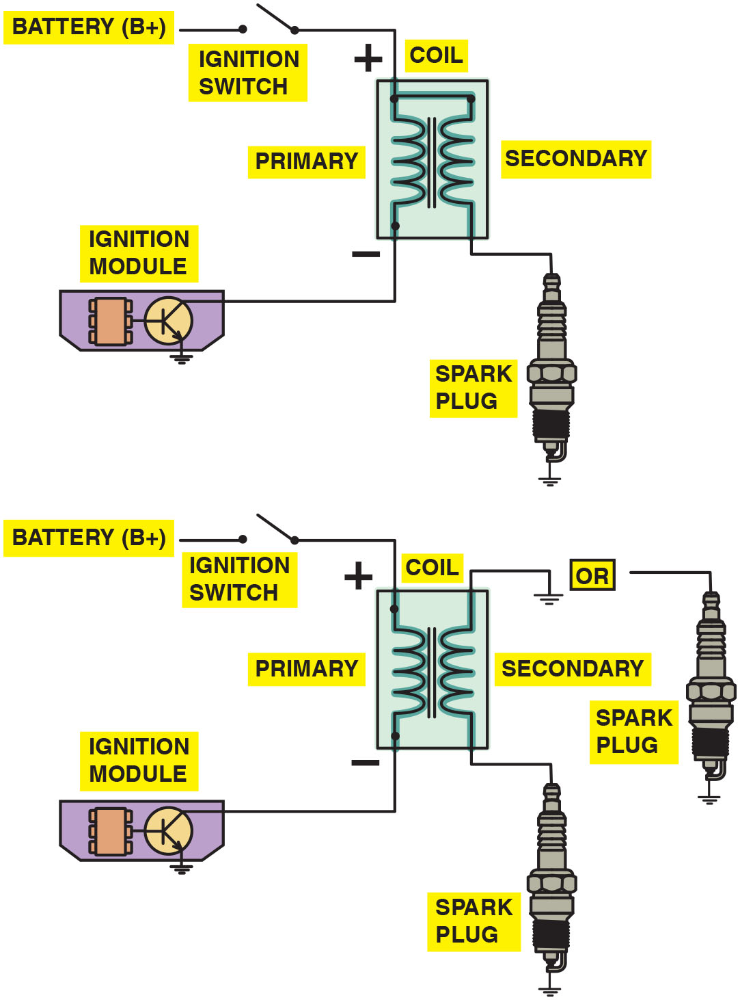 BATTERY (B+)
IGNITION
SWITCH
+
COIL
PRIMARY
SECONDARY
IGNITION
MODULE
−
SPARK
PLUG
BATTERY (B+)
IGNITION
SWITCH
+
COIL
OR
PRIMARY
SECONDARY
SPARK
PLUG
IGNITION
MODULE
−
SPARK
PLUG